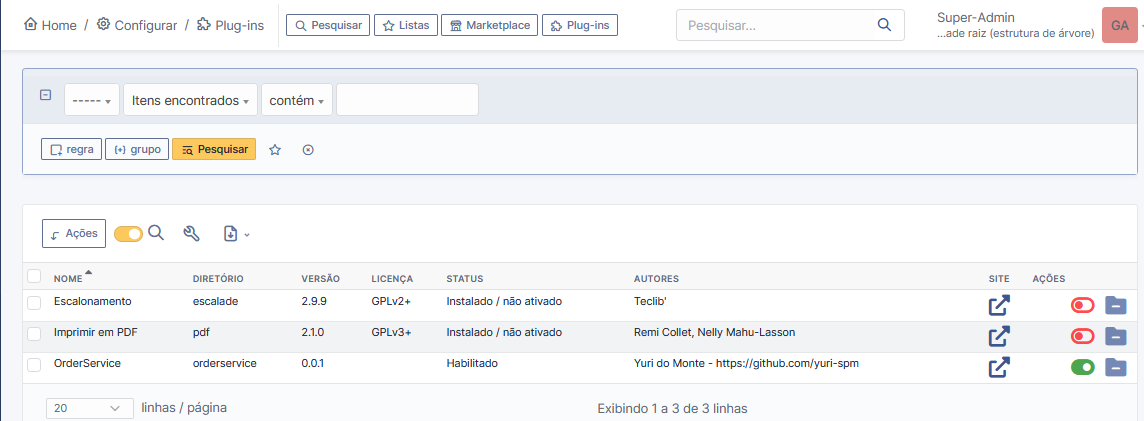 Home / Configurar / Plug-ins Pesquisar Listas Marketplace Plug-ins Pesquisar... Super-Admin
...ade raiz (estrutura de árvore) GA
----- Itens encontrados contém
regra {+} grupo Pesquisar
Ações
NOME DIRETÓRIO VERSÃO LICENÇA STATUS AUTORES SITE AÇÕES
Escalonamento escalade 2.9.9 GPLv2+ Instalado / não ativado Teclib'
Imprimir em PDF pdf 2.1.0 GPLv3+ Instalado / não ativado Remi Collet, Nelly Mahu-Lasson
OrderService orderservice 0.0.1 Habilitado Yuri do Monte - https://github.com/yuri-spm
20 linhas / página Exibindo 1 a 3 de 3 linhas